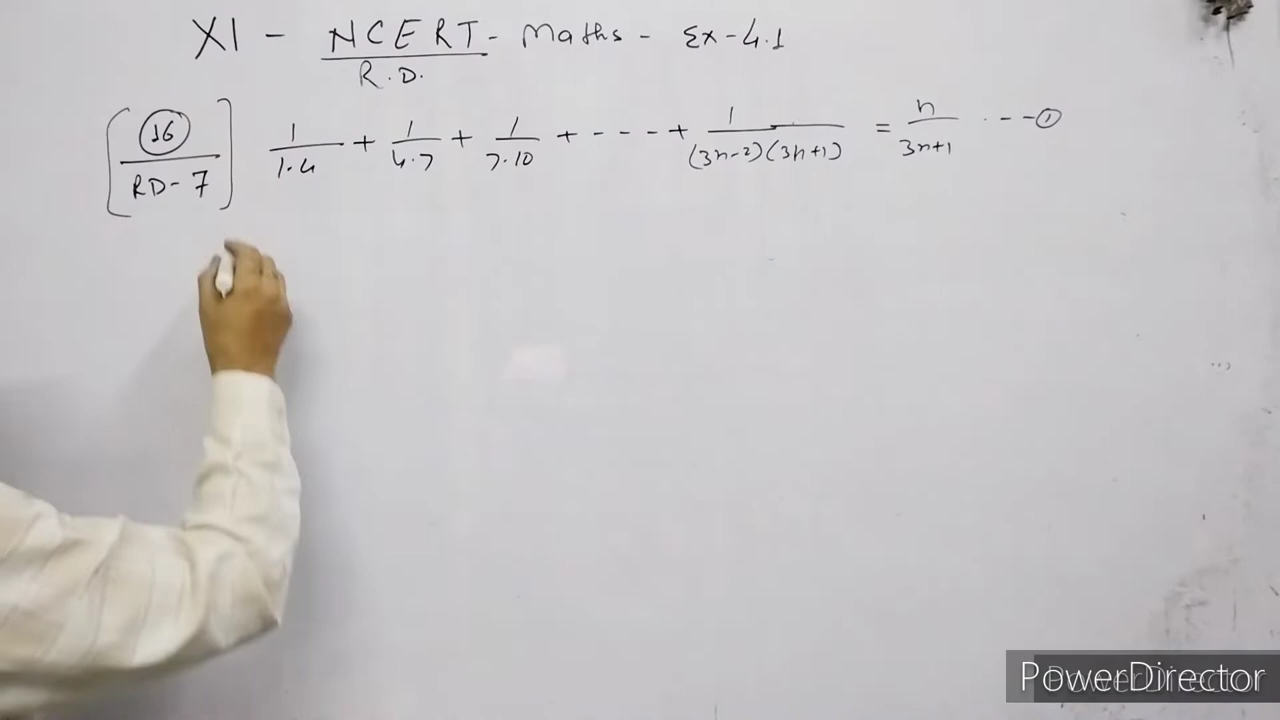 XI - NCERT - Maths - Ex-4.1
R.D.
[16/RD-7] 1/1.4 + 1/4.7 + 1/7.10 + ---- + 1/(3n-2)(3n+1) = n/3n+1 ---①
PowerDirector